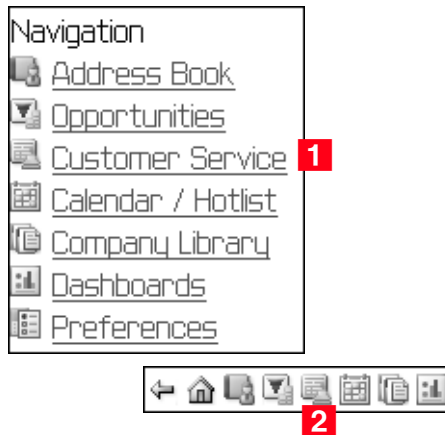 Navigation
Address Book
Opportunities
Customer Service 1
Calendar / Hotlist
Company Library
Dashboards
Preferences
2